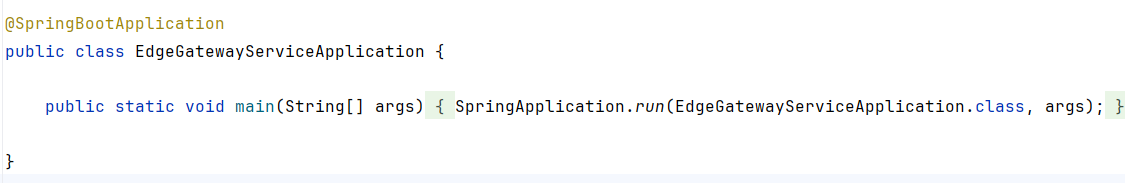 @SpringBootApplication
public class EdgeGatewayServiceApplication {
public static void main(String[] args) { SpringApplication.run(EdgeGatewayServiceApplication.class, args); }
}